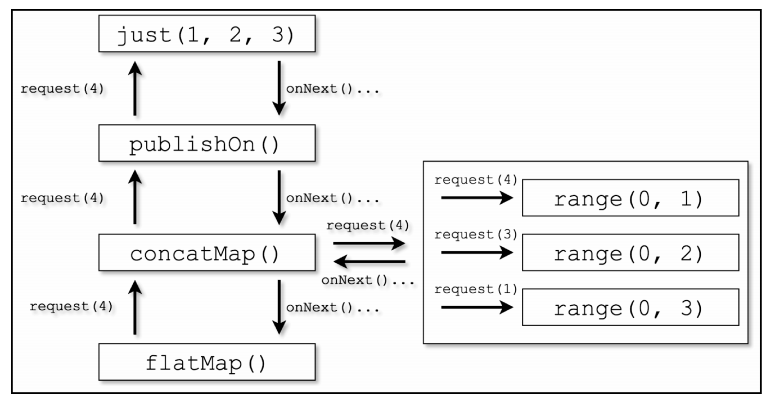 just(1, 2, 3)
request(4)
onNext()...
publishOn()
request(4)
onNext()...
request(4)
concatMap()
onNext()...
request(4)
onNext()...
flatMap()
request(4)
range(0, 1)
request(3)
range(0, 2)
request(1)
range(0, 3)